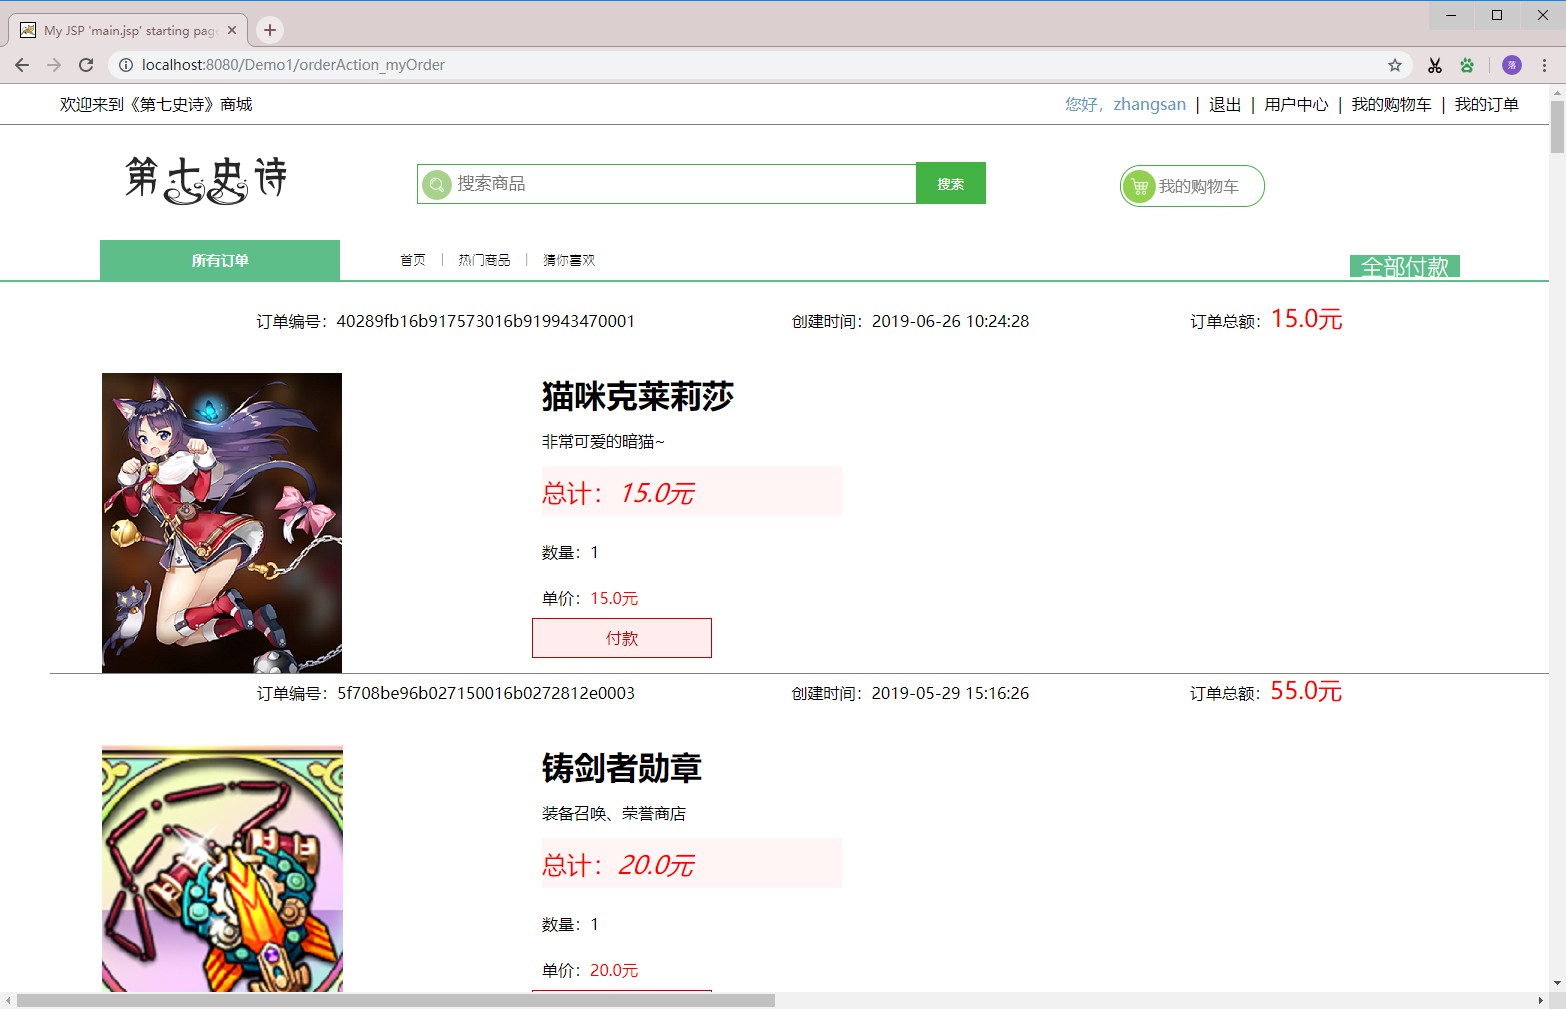 My JSP 'main.jsp' starting page
localhost:8080/Demo1/orderAction_myOrder
落
欢迎来到《第七史诗》商城
您好，zhangsan | 退出 | 用户中心 | 我的购物车 | 我的订单
第七史诗
搜索商品
搜索
我的购物车
所有订单
首页 | 热门商品 | 猜你喜欢
全部付款
订单编号：40289fb16b917573016b919943470001 创建时间：2019-06-26 10:24:28 订单总额：15.0元
猫咪克莱莉莎
非常可爱的暗猫~
总计：15.0元
数量：1
单价：15.0元
付款
订单编号：5f708be96b027150016b0272812e0003 创建时间：2019-05-29 15:16:26 订单总额：55.0元
铸剑者勋章
装备召唤、荣誉商店
总计：20.0元
数量：1
单价：20.0元